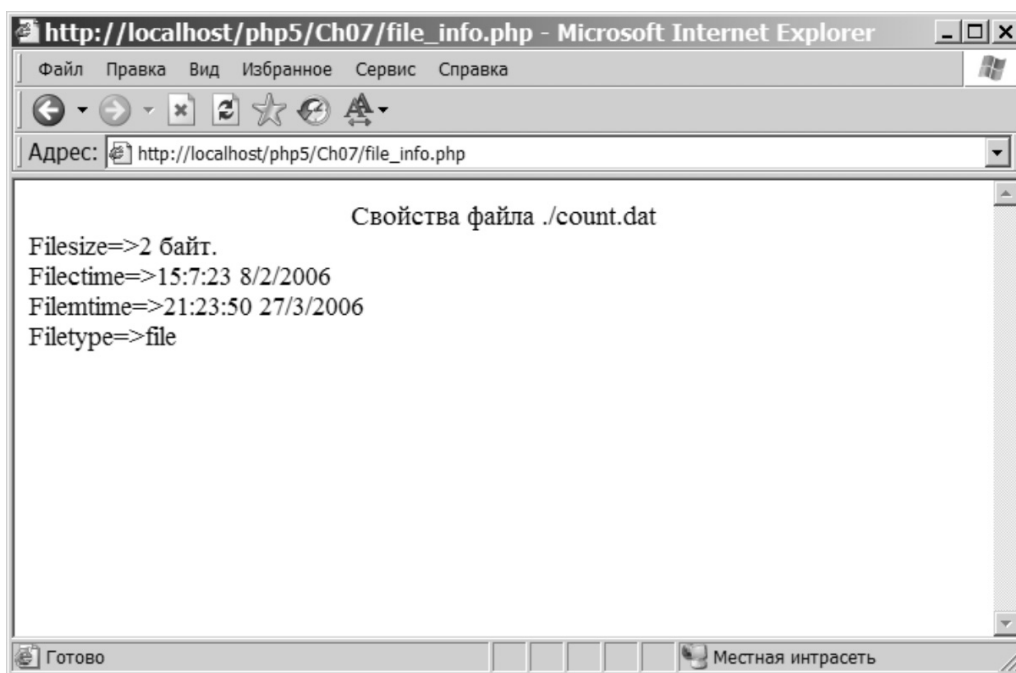 http://localhost/php5/Ch07/file_info.php - Microsoft Internet Explorer
Файл Правка Вид Избранное Сервис Справка
Адрес: http://localhost/php5/Ch07/file_info.php
Свойства файла ./count.dat
Filesize=>2 байт.
Filectime=>15:7:23 8/2/2006
Filemtime=>21:23:50 27/3/2006
Filetype=>file
Готово Местная интрасеть